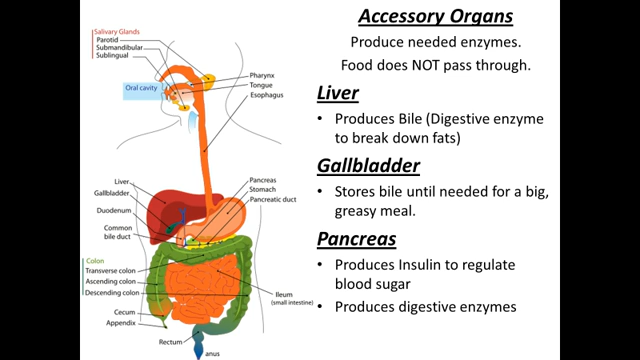 Salivary Glands
Parotid
Submandibular
Sublingual
Oral cavity
Pharynx
Tongue
Esophagus
Liver
Gallbladder
Duodenum
Common
bile duct
Pancreas
Stomach
Pancreatic duct
Colon
Transverse colon
Ascending colon
Descending colon
Cecum
Appendix
Ileum
(small intestine)
Rectum
anus
Accessory Organs
Produce needed enzymes.
Food does NOT pass through.
Liver
• Produces Bile (Digestive enzyme
to break down fats)
Gallbladder
• Stores bile until needed for a big,
greasy meal.
Pancreas
• Produces Insulin to regulate
blood sugar
• Produces digestive enzymes